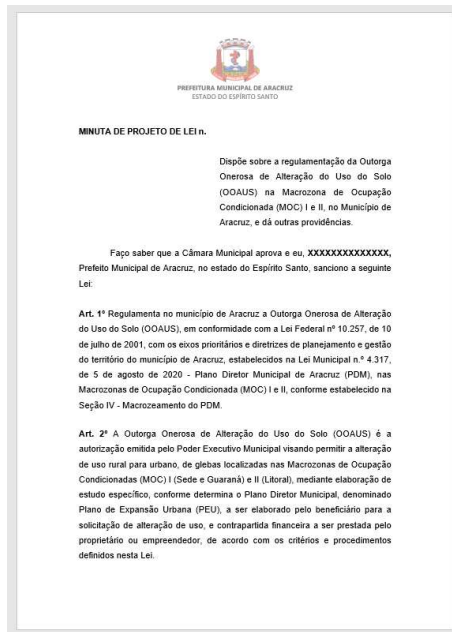 PREFEITURA MUNICIPAL DE ARACRUZ
ESTADO DO ESPÍRITO SANTO
MINUTA DE PROJETO DE LEI n.
Dispõe sobre a regulamentação da Outorga
Onerosa de Alteração do Uso do Solo
(OOAUS) na Macrozona de Ocupação
Condicionada (MOC) I e II, no Município de
Aracruz, e dá outras providências.
Faço saber que a Câmara Municipal aprova e eu, XXXXXXXXXXXXXX,
Prefeito Municipal de Aracruz, no estado do Espírito Santo, sanciono a seguinte
Lei:
Art. 1º Regulamenta no município de Aracruz a Outorga Onerosa de Alteração
do Uso do Solo (OOAUS), em conformidade com a Lei Federal nº 10.257, de 10
de julho de 2001, com os eixos prioritários e diretrizes de planejamento e gestão
do território do município de Aracruz, estabelecidos na Lei Municipal n.º 4.317,
de 5 de agosto de 2020 - Plano Diretor Municipal de Aracruz (PDM), nas
Macrozonas de Ocupação Condicionada (MOC) I e II, conforme estabelecido na
Seção IV - Macrozeamento do PDM.
Art. 2º A Outorga Onerosa de Alteração do Uso do Solo (OOAUS) é a
autorização emitida pelo Poder Executivo Municipal visando permitir a alteração
de uso rural para urbano, de glebas localizadas nas Macrozonas de Ocupação
Condicionadas (MOC) I (Sede e Guaraná) e II (Litoral), mediante elaboração de
estudo específico, conforme determina o Plano Diretor Municipal, denominado
Plano de Expansão Urbana (PEU), a ser elaborado pelo beneficiário para a
solicitação de alteração de uso, e contrapartida financeira a ser prestada pelo
proprietário ou empreendedor, de acordo com os critérios e procedimentos
definidos nesta Lei.